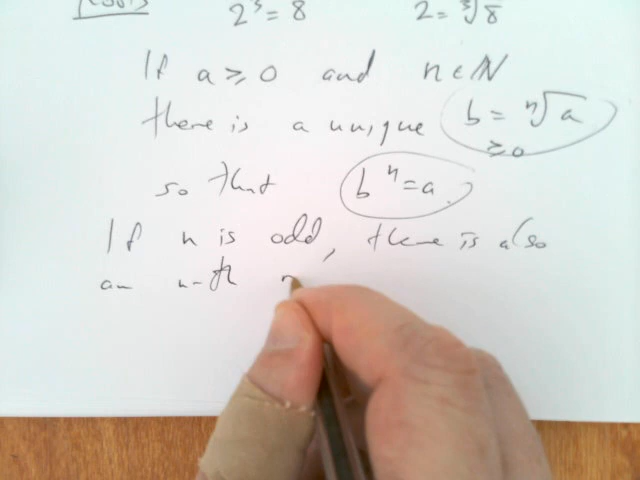 Roots 2³ = 8 2 = ³√8
If a ≥ 0 and n ∈ ℕ
there is a unique b = ⁿ√a
≥ 0
so that bⁿ = a.
If n is odd, there is also
an n-th r